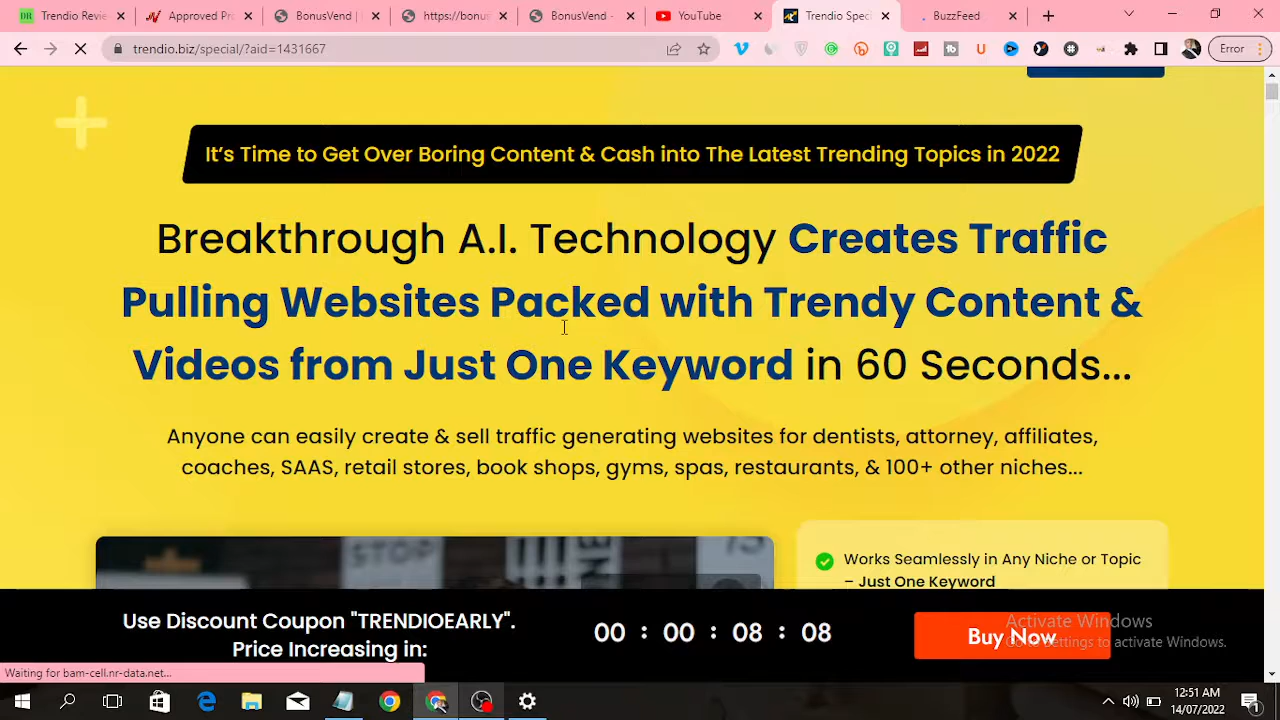 Trendio Revie
Approved Pr
BonusVend |
https://bonus
BonusVend -
YouTube
Trendio Spec
BuzzFeed
trendio.biz/special/?aid=1431667
Error
It's Time to Get Over Boring Content & Cash into The Latest Trending Topics in 2022
Breakthrough A.I. Technology Creates Traffic
Pulling Websites Packed with Trendy Content &
Videos from Just One Keyword in 60 Seconds...
Anyone can easily create & sell traffic generating websites for dentists, attorney, affiliates,
coaches, SAAS, retail stores, book shops, gyms, spas, restaurants, & 100+ other niches...
STOP
Works Seamlessly in Any Niche or Topic
– Just One Keyword
Use Discount Coupon "TRENDIOEARLY".
Price Increasing in:
00 : 00 : 08 : 08
Buy Now
Activate Windows
Go to Settings to activate Windows.
Waiting for bam-cell.nr-data.net...
12:51 AM
14/07/2022